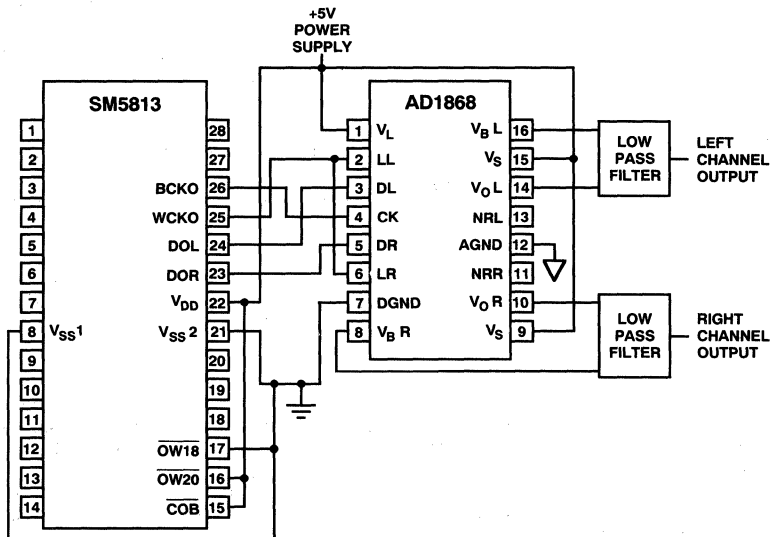 +5V
POWER
SUPPLY
SM5813
1
2
3
4
5
6
7
8 VSS1
9
10
11
12
13
14
28
27
BCKO 26
WCKO 25
DOL 24
DOR 23
VDD 22
VSS2 21
20
19
18
OW18 17
OW20 16
COB 15
AD1868
1 VL
2 LL
3 DL
4 CK
5 DR
6 LR
7 DGND
8 VB R
VB L 16
VS 15
VO L 14
NRL 13
AGND 12
NRR 11
VO R 10
VS 9
LOW
PASS
FILTER
LEFT
CHANNEL
OUTPUT
LOW
PASS
FILTER
RIGHT
CHANNEL
OUTPUT